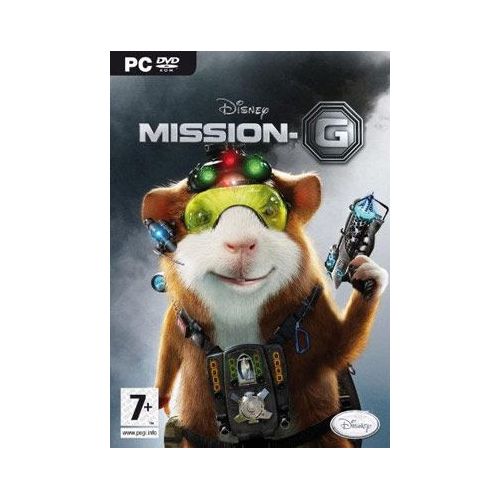 PC DVD
ROM
Disney
MISSION-G
7+
www.pegi.info
Disney